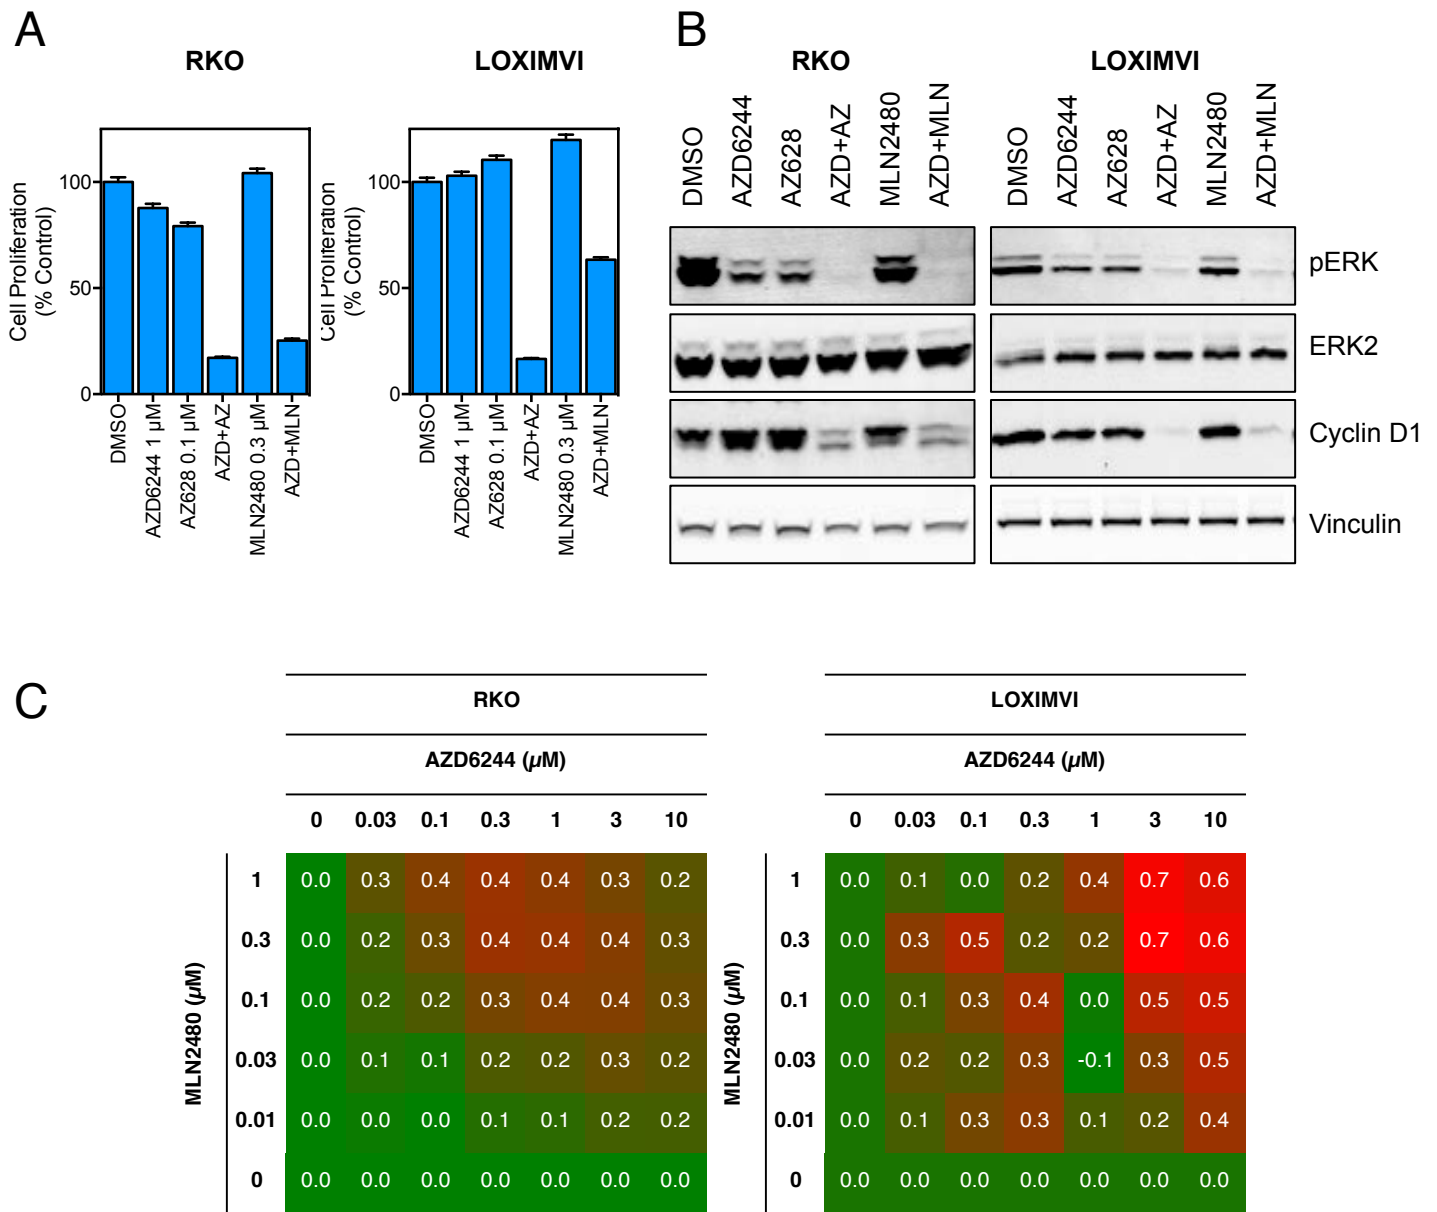 A
RKO
LOXIMVI
Cell Proliferation
(% Control)
100
50
0
DMSO
AZD6244 1 µM
AZ628 0.1 µM
AZD+AZ
MLN2480 0.3 µM
AZD+MLN
Cell Proliferation
(% Control)
100
50
0
DMSO
AZD6244 1 µM
AZ628 0.1 µM
AZD+AZ
MLN2480 0.3 µM
AZD+MLN
B
RKO
LOXIMVI
DMSO
AZD6244
AZ628
AZD+AZ
MLN2480
AZD+MLN
DMSO
AZD6244
AZ628
AZD+AZ
MLN2480
AZD+MLN
pERK
ERK2
Cyclin D1
Vinculin
C
RKO
AZD6244 (µM)
0 0.03 0.1 0.3 1 3 10
MLN2480 (µM)
1 0.0 0.3 0.4 0.4 0.4 0.3 0.2
0.3 0.0 0.2 0.3 0.4 0.4 0.4 0.3
0.1 0.0 0.2 0.2 0.3 0.4 0.4 0.3
0.03 0.0 0.1 0.1 0.2 0.2 0.3 0.2
0.01 0.0 0.0 0.0 0.1 0.1 0.2 0.2
0 0.0 0.0 0.0 0.0 0.0 0.0 0.0
LOXIMVI
AZD6244 (µM)
0 0.03 0.1 0.3 1 3 10
MLN2480 (µM)
1 0.0 0.1 0.0 0.2 0.4 0.7 0.6
0.3 0.0 0.3 0.5 0.2 0.2 0.7 0.6
0.1 0.0 0.1 0.3 0.4 0.0 0.5 0.5
0.03 0.0 0.2 0.2 0.3 -0.1 0.3 0.5
0.01 0.0 0.1 0.3 0.3 0.1 0.2 0.4
0 0.0 0.0 0.0 0.0 0.0 0.0 0.0